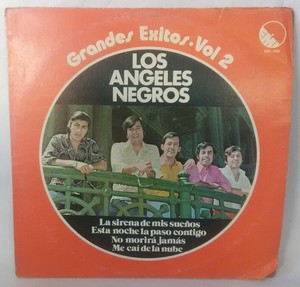 Grandes Exitos · Vol 2
LOS
ANGELES
NEGROS
La sirena de mis sueños
Esta noche la paso contigo
No morirá jamás
Me caí de la nube